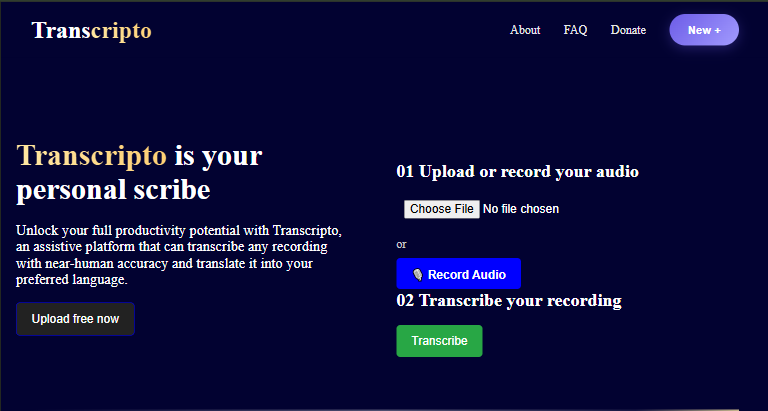 Transcripto
About FAQ Donate New +
Transcripto is your
personal scribe
Unlock your full productivity potential with Transcripto,
an assistive platform that can transcribe any recording
with near-human accuracy and translate it into your
preferred language.
Upload free now
01 Upload or record your audio
Choose File No file chosen
or
🎙️ Record Audio
02 Transcribe your recording
Transcribe